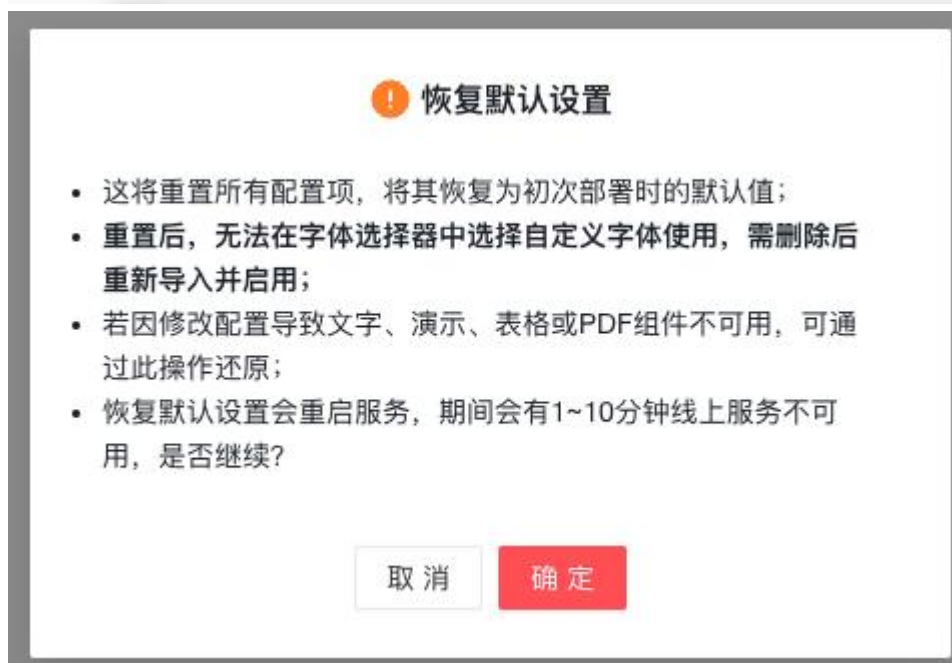 恢复默认设置
• 这将重置所有配置项，将其恢复为初次部署时的默认值；
• 重置后，无法在字体选择器中选择自定义字体使用，需删除后
重新导入并启用；
• 若因修改配置导致文字、演示、表格或PDF组件不可用，可通
过此操作还原；
• 恢复默认设置会重启服务，期间会有1~10分钟线上服务不可
用，是否继续？
取 消
确 定